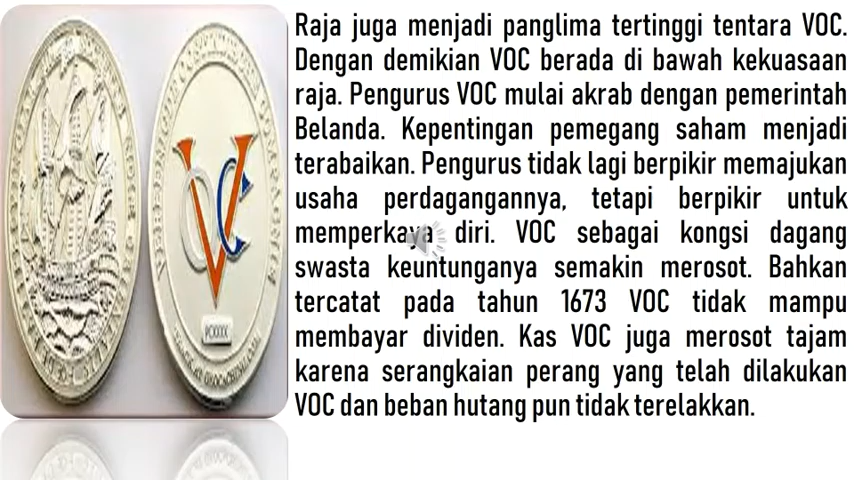 Raja juga menjadi panglima tertinggi tentara VOC.
Dengan demikian VOC berada di bawah kekuasaan
raja. Pengurus VOC mulai akrab dengan pemerintah
Belanda. Kepentingan pemegang saham menjadi
terabaikan. Pengurus tidak lagi berpikir memajukan
usaha perdagangannya, tetapi berpikir untuk
memperkaya diri. VOC sebagai kongsi dagang
swasta keuntunganya semakin merosot. Bahkan
tercatat pada tahun 1673 VOC tidak mampu
membayar dividen. Kas VOC juga merosot tajam
karena serangkaian perang yang telah dilakukan
VOC dan beban hutang pun tidak terelakkan.
VOC